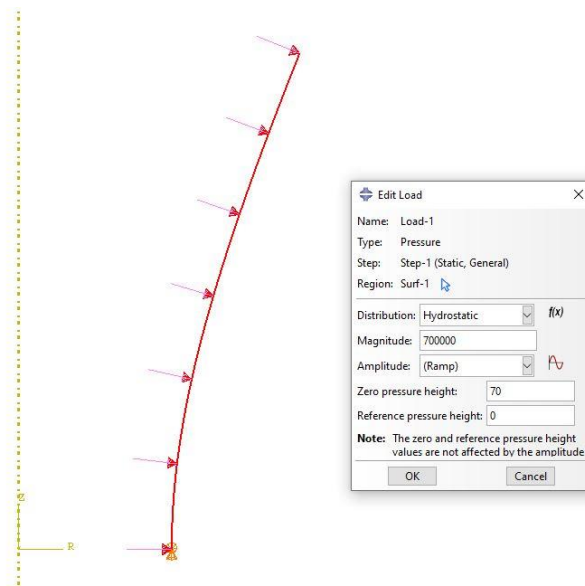 Z
R
Edit Load
Name: Load-1
Type: Pressure
Step: Step-1 (Static, General)
Region: Surf-1
Distribution: Hydrostatic f(x)
Magnitude: 700000
Amplitude: (Ramp)
Zero pressure height: 70
Reference pressure height: 0
Note: The zero and reference pressure height
values are not affected by the amplitude
OK Cancel